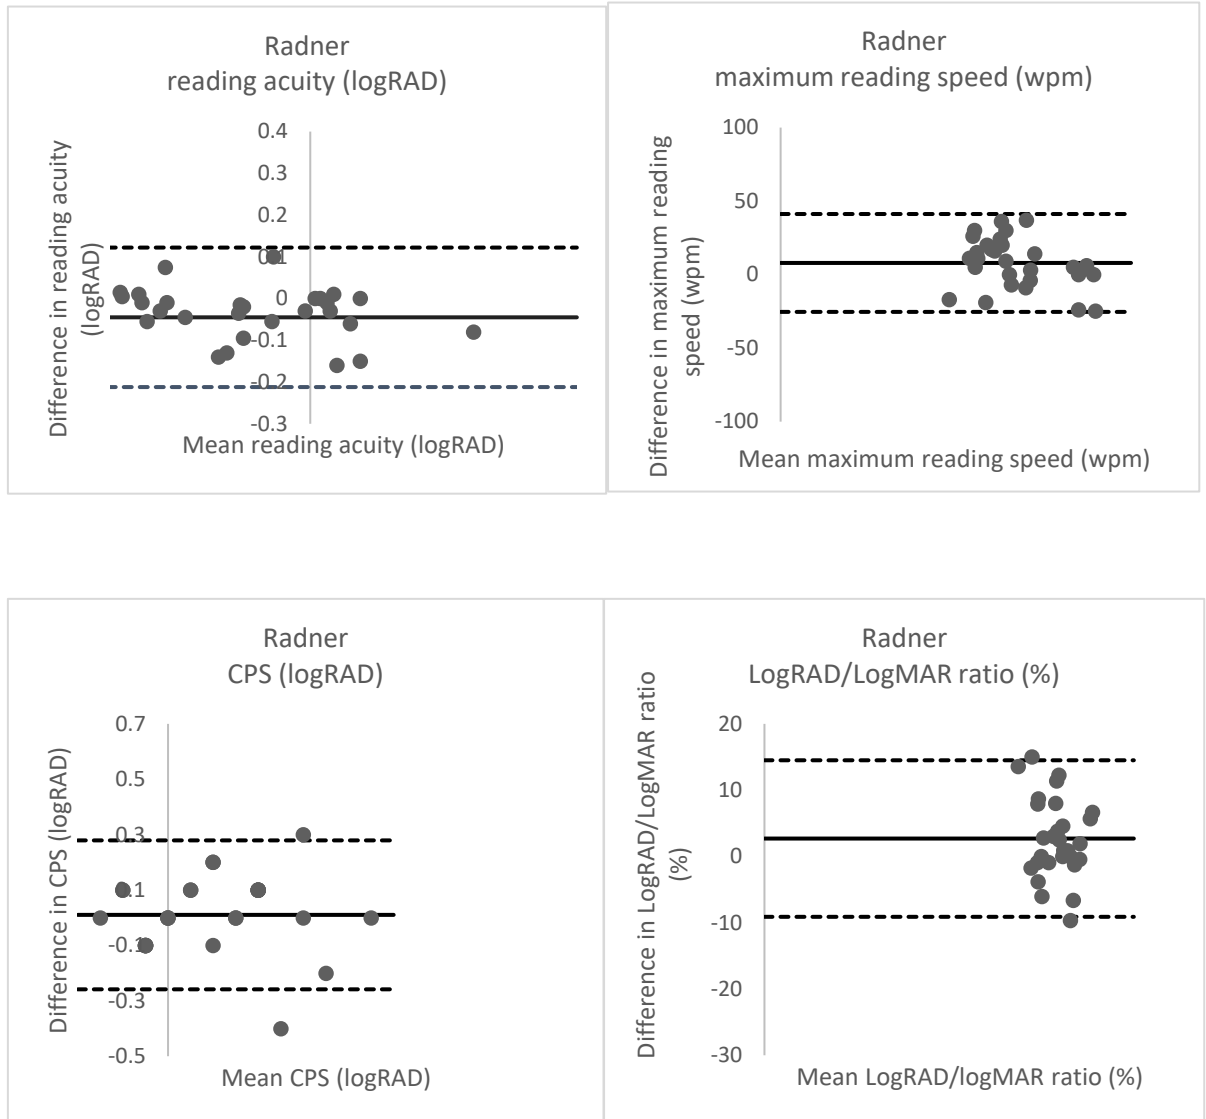 Radner
reading acuity (logRAD)
Difference in reading acuity
(logRAD)
0.4
0.3
0.2
0.1
0
-0.1
-0.2
-0.3
Mean reading acuity (logRAD)
Radner
maximum reading speed (wpm)
Difference in maximum reading
speed (wpm)
100
50
0
-50
-100
Mean maximum reading speed (wpm)
Radner
CPS (logRAD)
Difference in CPS (logRAD)
0.7
0.5
0.3
0.1
-0.1
-0.3
-0.5
Mean CPS (logRAD)
Radner
LogRAD/LogMAR ratio (%)
Difference in LogRAD/LogMAR ratio
(%)
20
10
0
-10
-20
-30
Mean LogRAD/logMAR ratio (%)